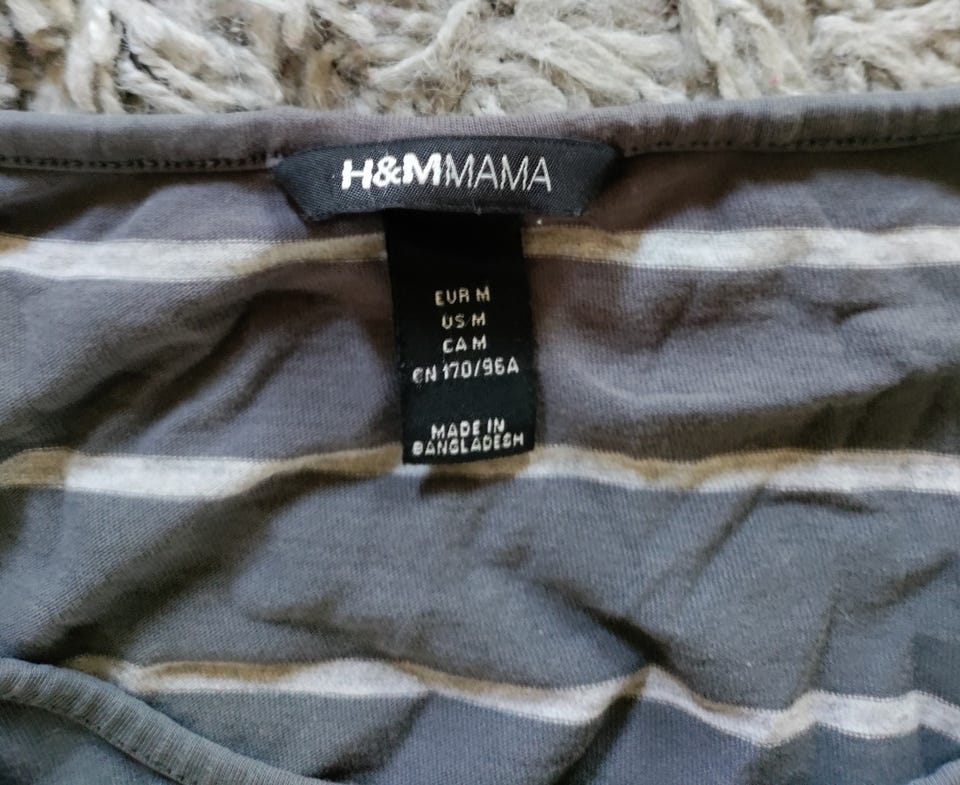 H&MMAMA
EUR M
US M
CA M
CN 170/96A
MADE IN
BANGLADESH